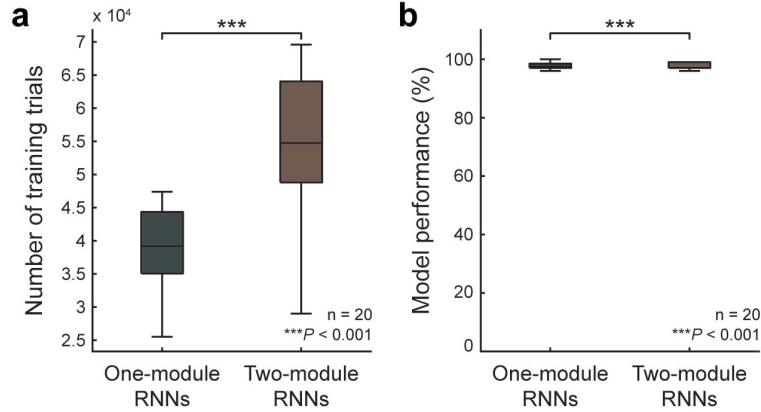 a
x 10⁴
***
7
6.5
6
5.5
5
4.5
4
3.5
3
2.5
Number of training trials
n = 20
***P < 0.001
One-module
RNNs
Two-module
RNNs
b
***
100
80
60
40
20
0
Model performance (%)
n = 20
***P < 0.001
One-module
RNNs
Two-module
RNNs